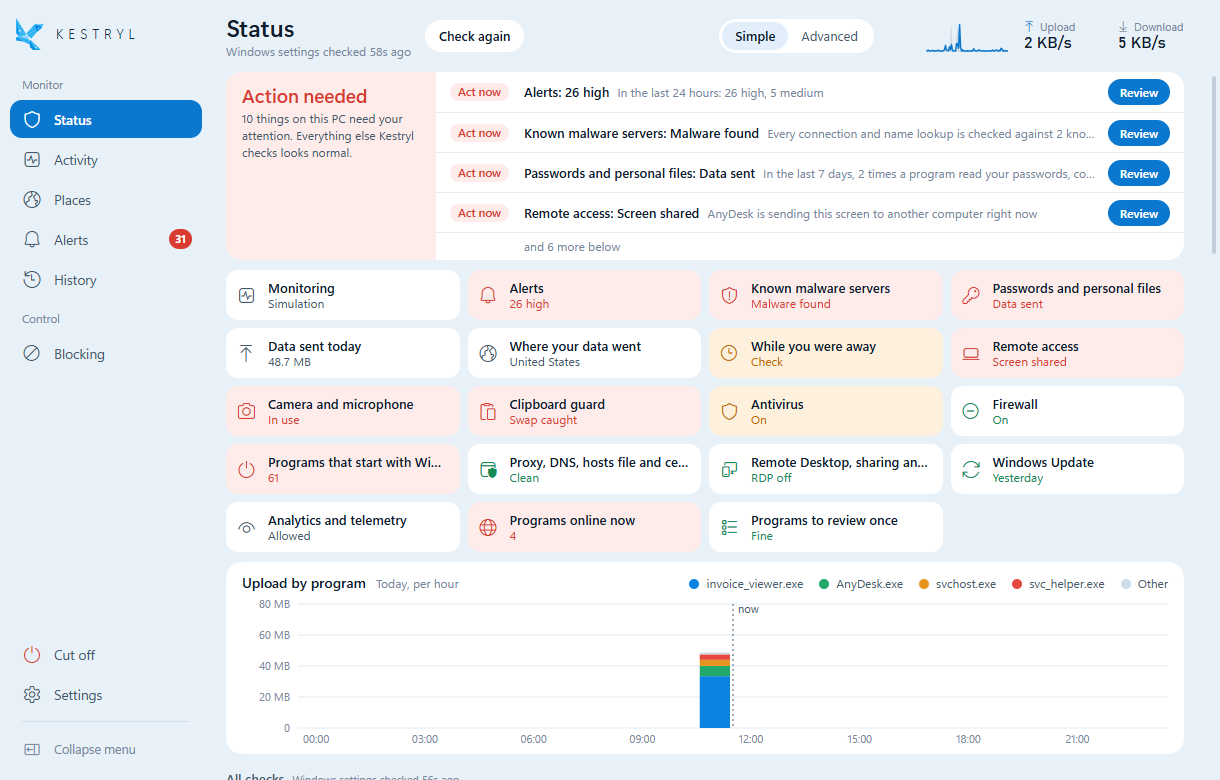 KESTRYL
Monitor
Status
Activity
Places
Alerts 31
History
Control
Blocking
Cut off
Settings
Collapse menu
Status
Windows settings checked 58s ago
Check again
Simple Advanced
Upload
2 KB/s
Download
5 KB/s
Action needed
10 things on this PC need your
attention. Everything else Kestryl
checks looks normal.
Act now Alerts: 26 high In the last 24 hours: 26 high, 5 medium Review
Act now Known malware servers: Malware found Every connection and name lookup is checked against 2 kno... Review
Act now Passwords and personal files: Data sent In the last 7 days, 2 times a program read your passwords, co... Review
Act now Remote access: Screen shared AnyDesk is sending this screen to another computer right now Review
and 6 more below
Monitoring
Simulation
Alerts
26 high
Known malware servers
Malware found
Passwords and personal files
Data sent
Data sent today
48.7 MB
Where your data went
United States
While you were away
Check
Remote access
Screen shared
Camera and microphone
In use
Clipboard guard
Swap caught
Antivirus
On
Firewall
On
Programs that start with Wi...
61
Proxy, DNS, hosts file and ce...
Clean
Remote Desktop, sharing an...
RDP off
Windows Update
Yesterday
Analytics and telemetry
Allowed
Programs online now
4
Programs to review once
Fine
Upload by program Today, per hour
invoice_viewer.exe AnyDesk.exe svchost.exe svc_helper.exe Other
80 MB
60 MB
40 MB
20 MB
0
now
00:00 03:00 06:00 09:00 12:00 15:00 18:00 21:00
All checks Windows settings checked 56s ago